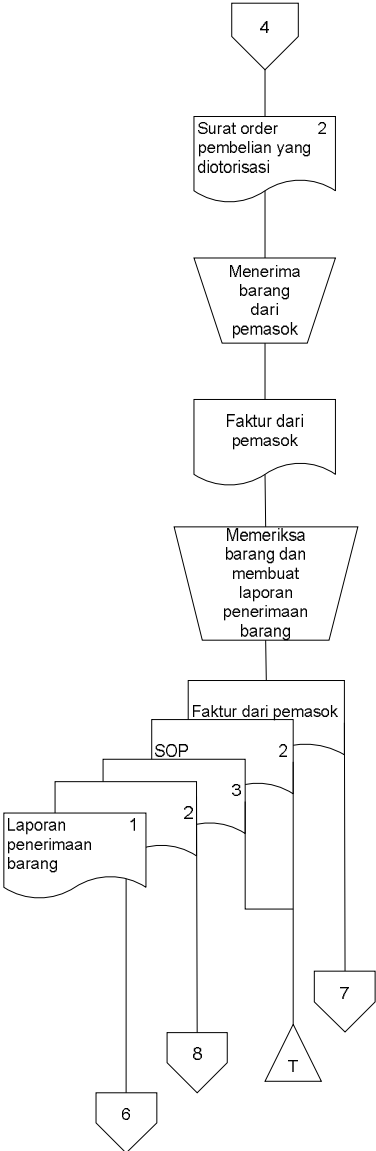 4
Surat order 2
pembelian yang
diotorisasi
Menerima
barang
dari
pemasok
Faktur dari
pemasok
Memeriksa
barang dan
membuat
laporan
penerimaan
barang
Faktur dari pemasok
SOP 2
3
2
Laporan 1
penerimaan
barang
7
8
T
6